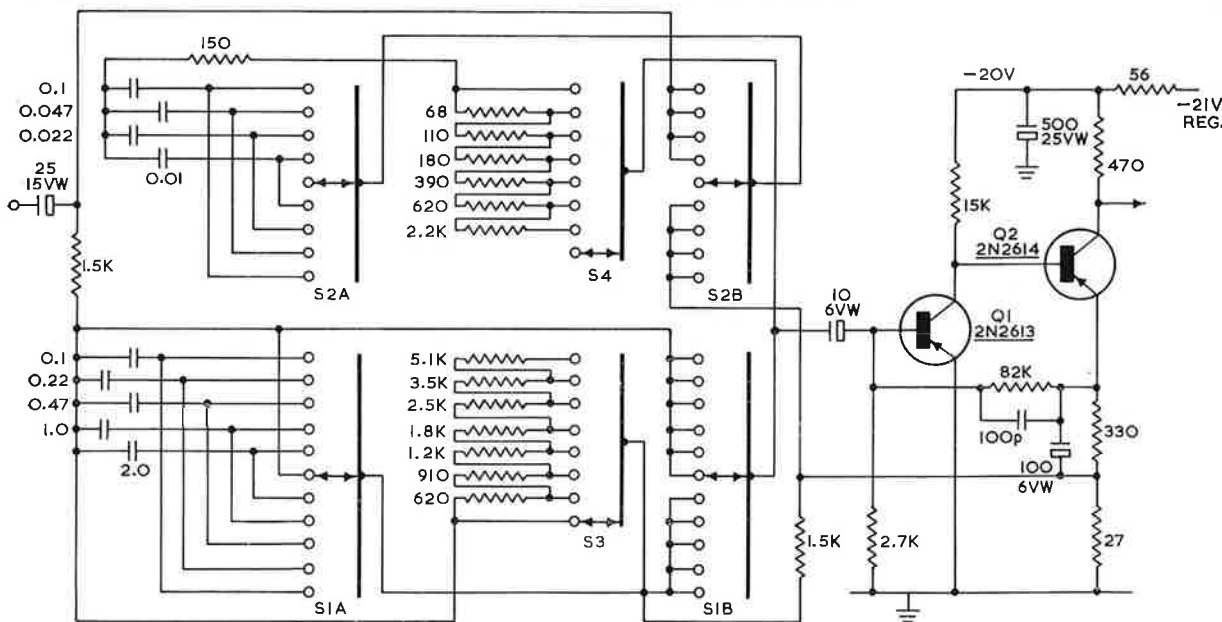 150
0.1
0.047
0.022
0.01
25
15VW
1.5K
S2A
68
110
180
390
620
2.2K
S4
S2B
0.1
0.22
0.47
1.0
2.0
S1A
5.1K
3.5K
2.5K
1.8K
1.2K
910
620
S3
S1B
10
6VW
1.5K
2.7K
-20V
500
25VW
56
-21V
REG.
470
15K
Q2
2N2614
Q1
2N2613
82K
100p
100
6VW
330
27